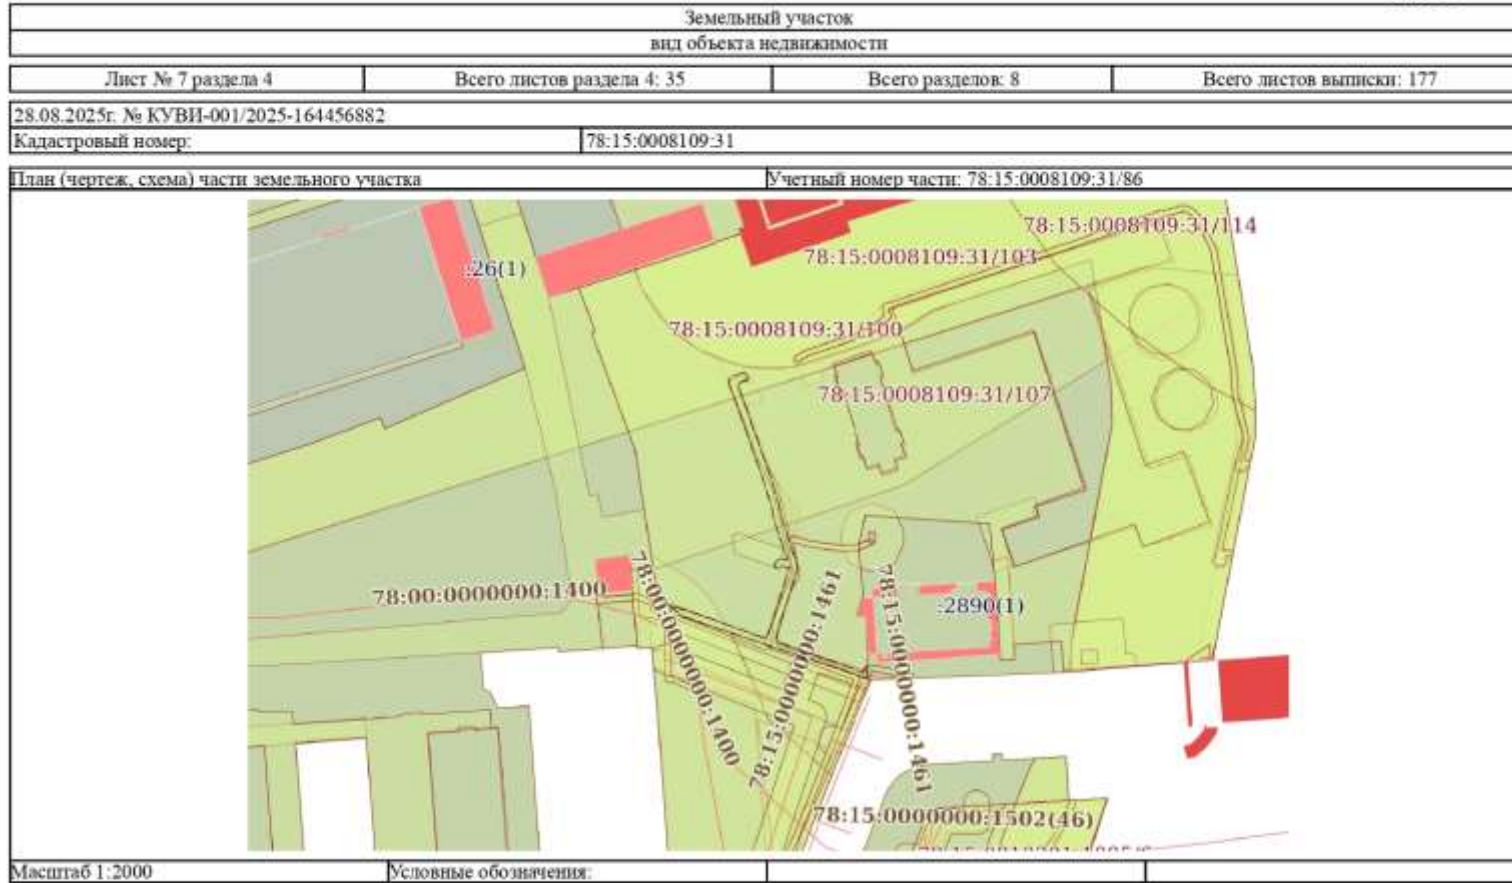 Земельный участок
вид объекта недвижимости
Лист № 7 раздела 4 Всего листов раздела 4: 35 Всего разделов: 8 Всего листов выписки: 177
28.08.2025г. № КУВИ-001/2025-164456882
Кадастровый номер: 78:15:0008109:31
План (чертеж, схема) части земельного участка Учетный номер части: 78:15:0008109:31/86
78:15:0008109:31/114
78:15:0008109:31/103
:26(1)
78:15:0008109:31/100
78:15:0008109:31/107
78:00:0000000:1400
78:00:0000000:1400
78:15:0000000:1461
78:15:0000000:1461
:2890(1)
78:15:0000000:1502(46)
Масштаб 1:2000 Условные обозначения: